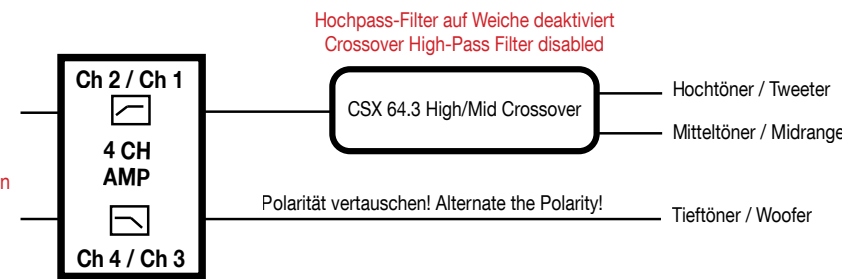 Hochpass-Filter auf Weiche deaktiviert
Crossover High-Pass Filter disabled
Ch 2 / Ch 1
4 CH
AMP
Ch 4 / Ch 3
CSX 64.3 High/Mid Crossover
Hochtöner / Tweeter
Mitteltöner / Midrange
n
Polarität vertauschen! Alternate the Polarity!
Tieftöner / Woofer